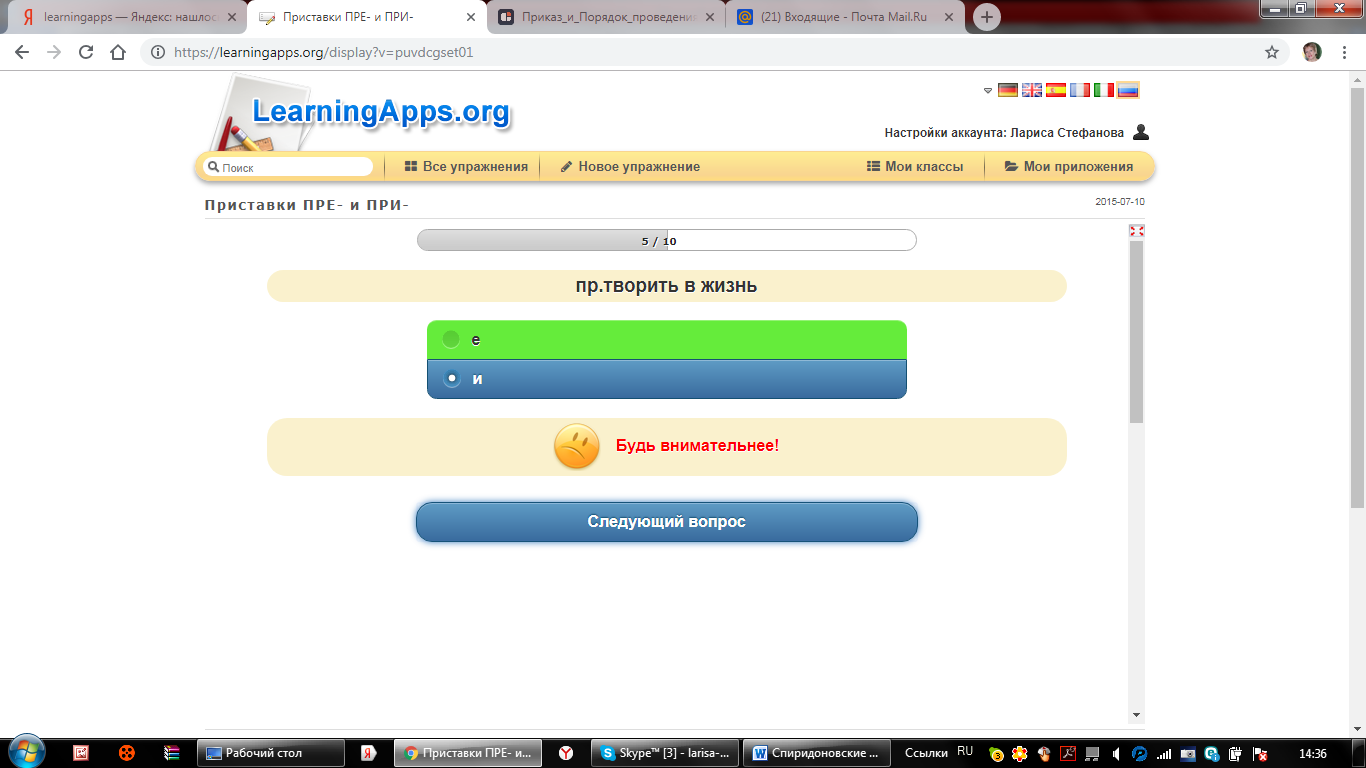 learningapps — Яндекс: нашлос
Приставки ПРЕ- и ПРИ-
Приказ_и_Порядок_проведения
(21) Входящие - Почта Mail.Ru
https://learningapps.org/display?v=puvdcgset01
LearningApps.org
Настройки аккаунта: Лариса Стефанова
Поиск
Все упражнения
Новое упражнение
Мои классы
Мои приложения
Приставки ПРЕ- и ПРИ-
2015-07-10
5 / 10
пр.творить в жизнь
е
и
Будь внимательнее!
Следующий вопрос
Рабочий стол
Приставки ПРЕ- и...
Skype™ [3] - larisa-...
Спиридоновские ...
Ссылки
RU
14:36